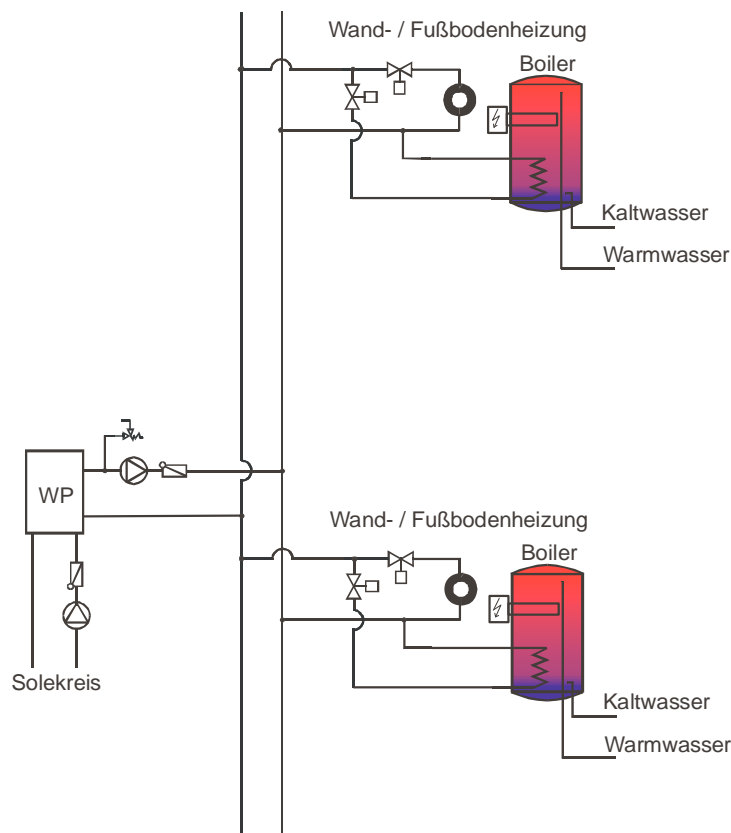 Wand- / Fußbodenheizung
Boiler
Kaltwasser
Warmwasser
WP
Wand- / Fußbodenheizung
Boiler
Solekreis
Kaltwasser
Warmwasser